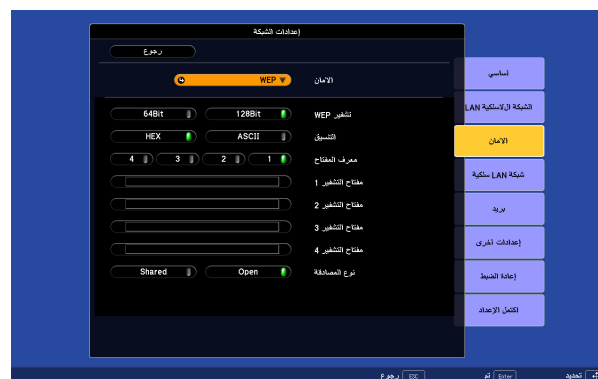 إعدادات الشبكة
رجوع
الامان WEP
تشفير WEP 128Bit 64Bit
التنسيق ASCII HEX
معرف المفتاح 1 2 3 4
مفتاح التشفير 1
مفتاح التشفير 2
مفتاح التشفير 3
مفتاح التشفير 4
نوع المصادقة Open Shared
أساسي
الشبكة الٍلاسلكية LAN
الامان
شبكة LAN سلكية
بريد
إعدادات أخرى
إعادة الضبط
اكتمل الإعداد
تحديد Enter تم ESC رجوع